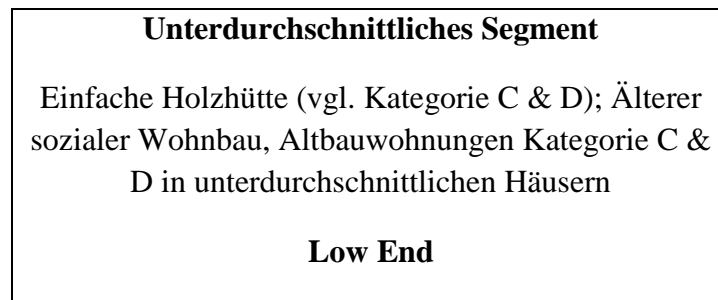 Unterdurchschnittliches Segment
Einfache Holzhütte (vgl. Kategorie C & D); Älterer
sozialer Wohnbau, Altbauwohnungen Kategorie C &
D in unterdurchschnittlichen Häusern
Low End